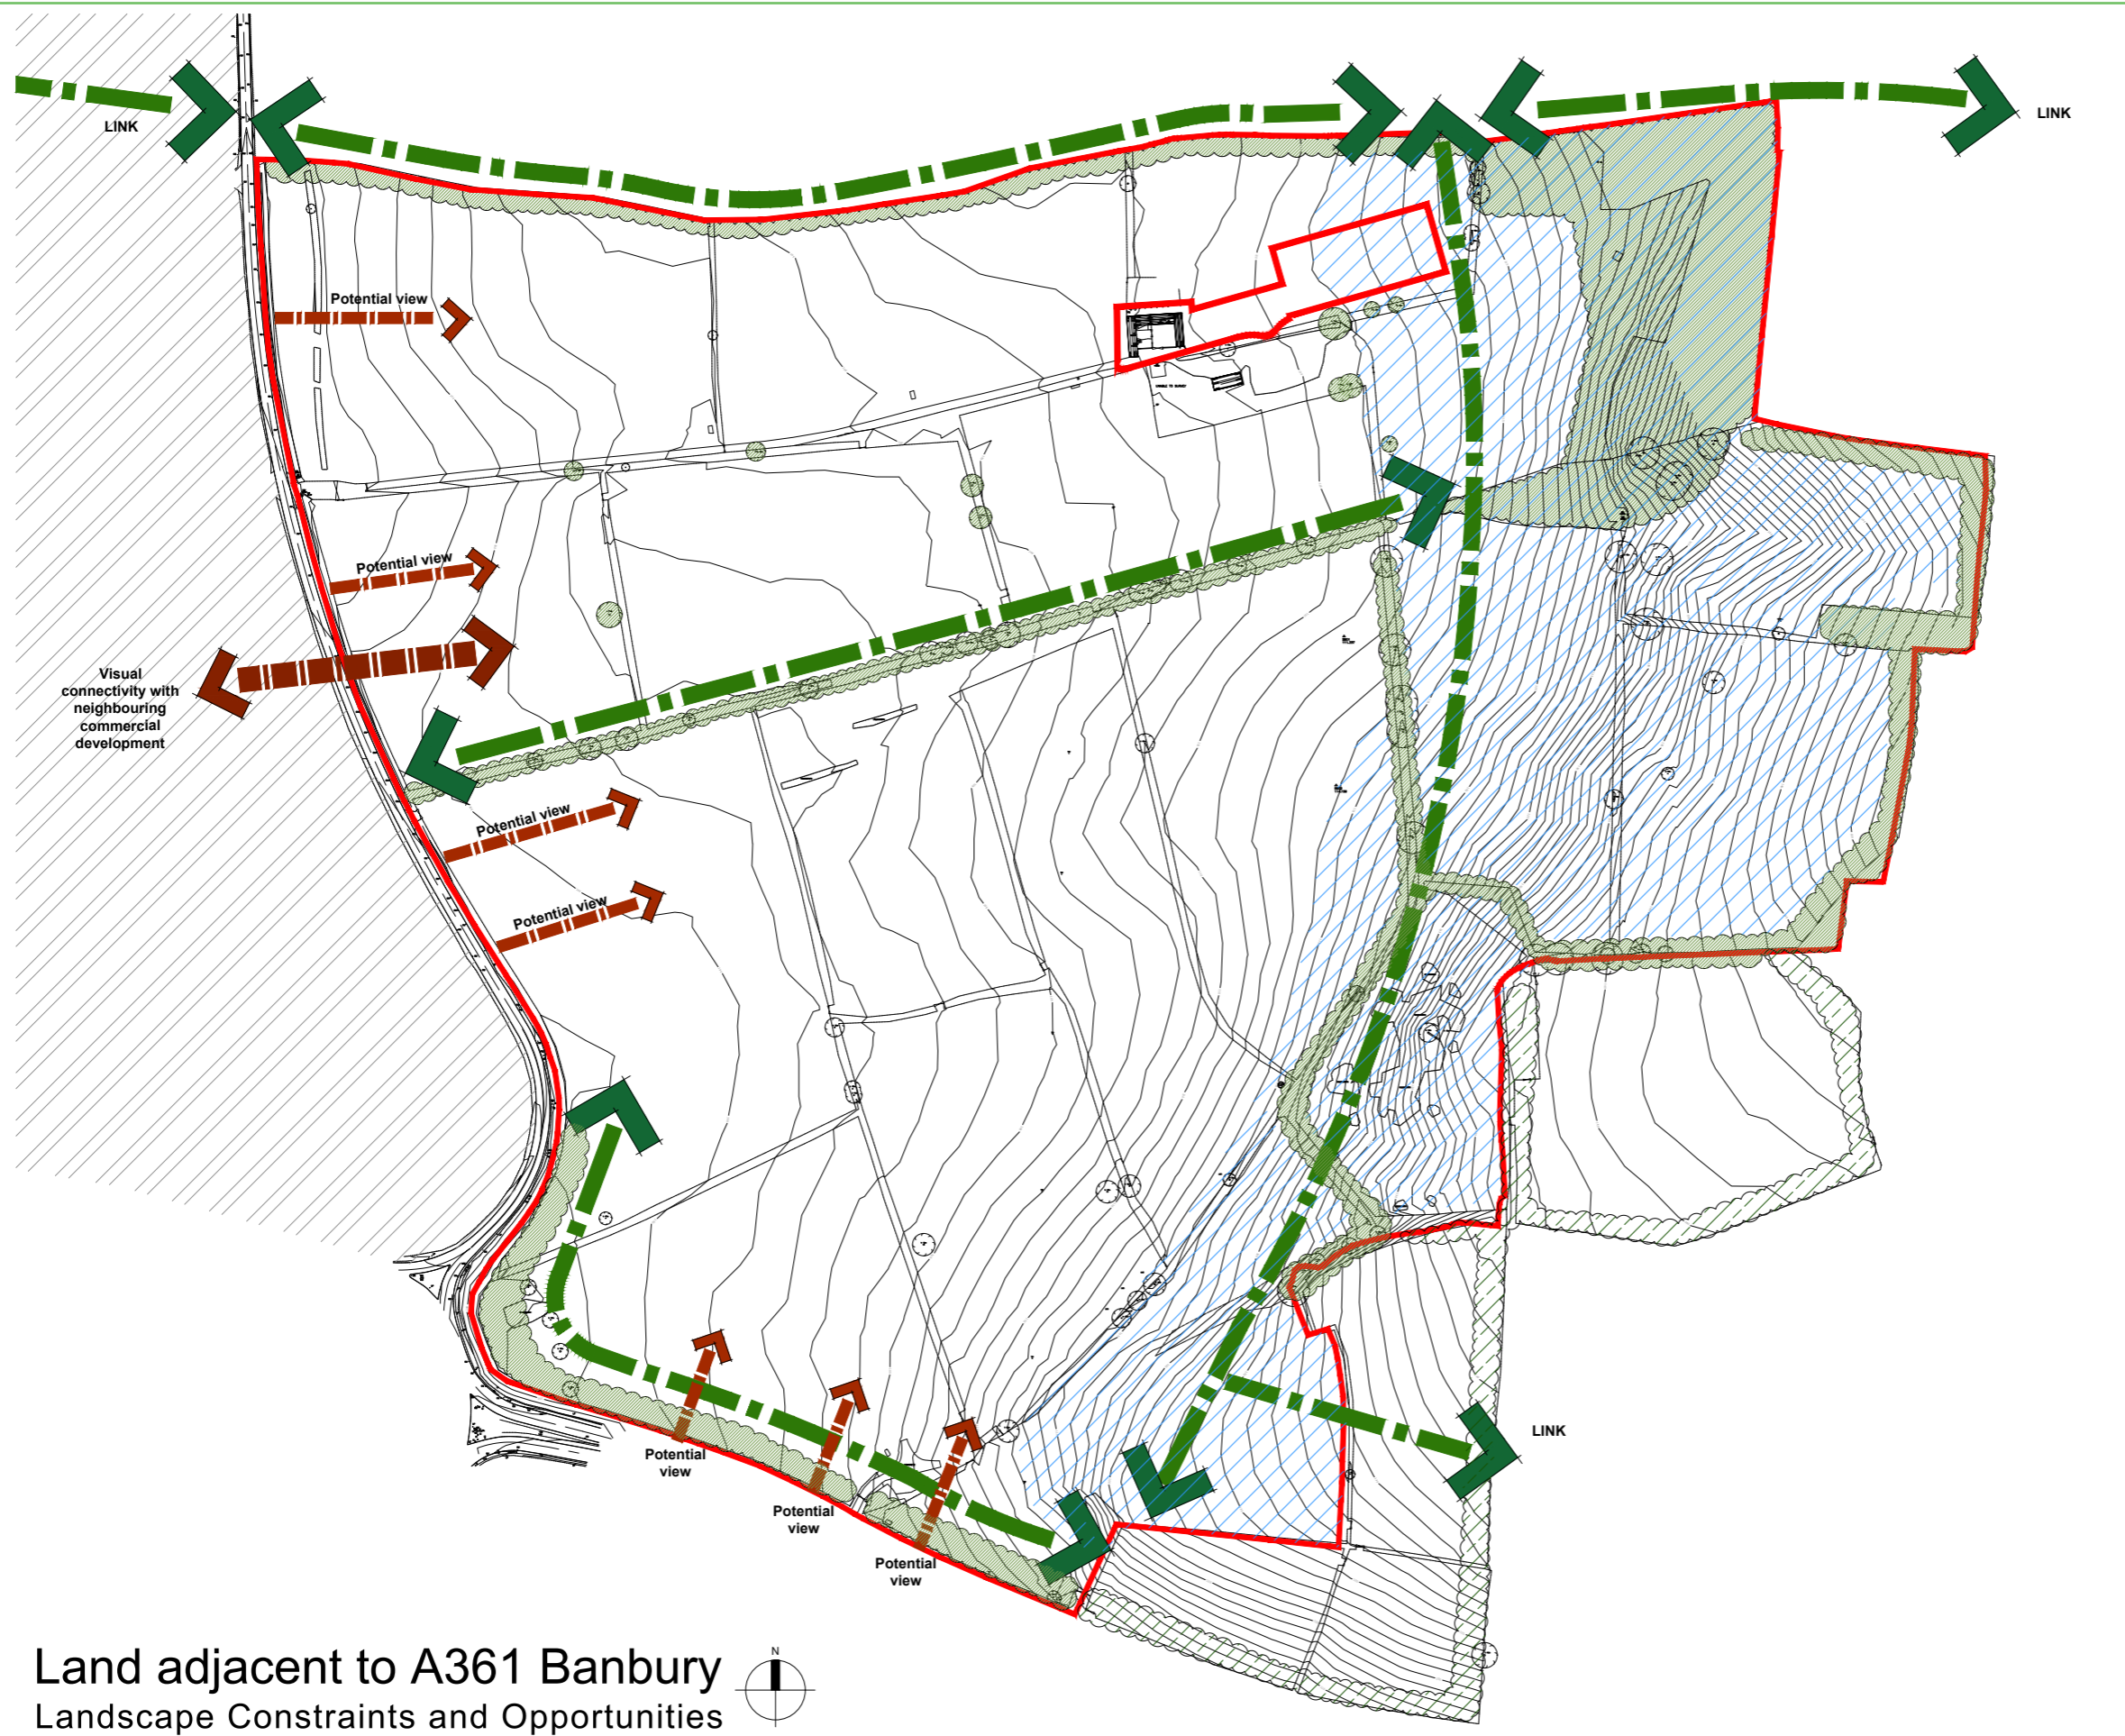 LINK
LINK
Potential view
Potential view
Visual
connectivity with
neighbouring
commercial
development
Potential view
Potential view
LINK
Potential
view
Potential
view
Potential
view
Land adjacent to A361 Banbury
N
Landscape Constraints and Opportunities